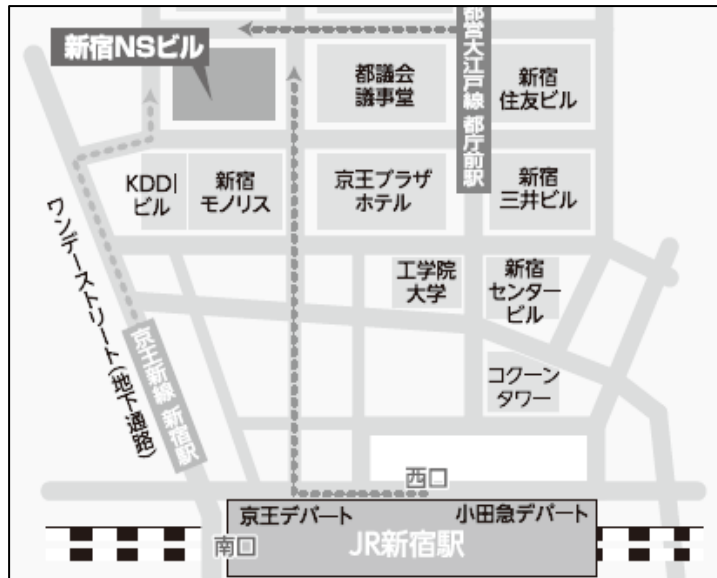 新宿NSビル
都議会
議事堂
都営大江戸線 都庁前駅
新宿
住友ビル
KDDI
ビル
新宿
モノリス
京王プラザ
ホテル
新宿
三井ビル
ワンデーストリート(地下通路)
京王新線 新宿駅
工学院
大学
新宿
センター
ビル
コクーン
タワー
西口
京王デパート
小田急デパート
南口
JR新宿駅